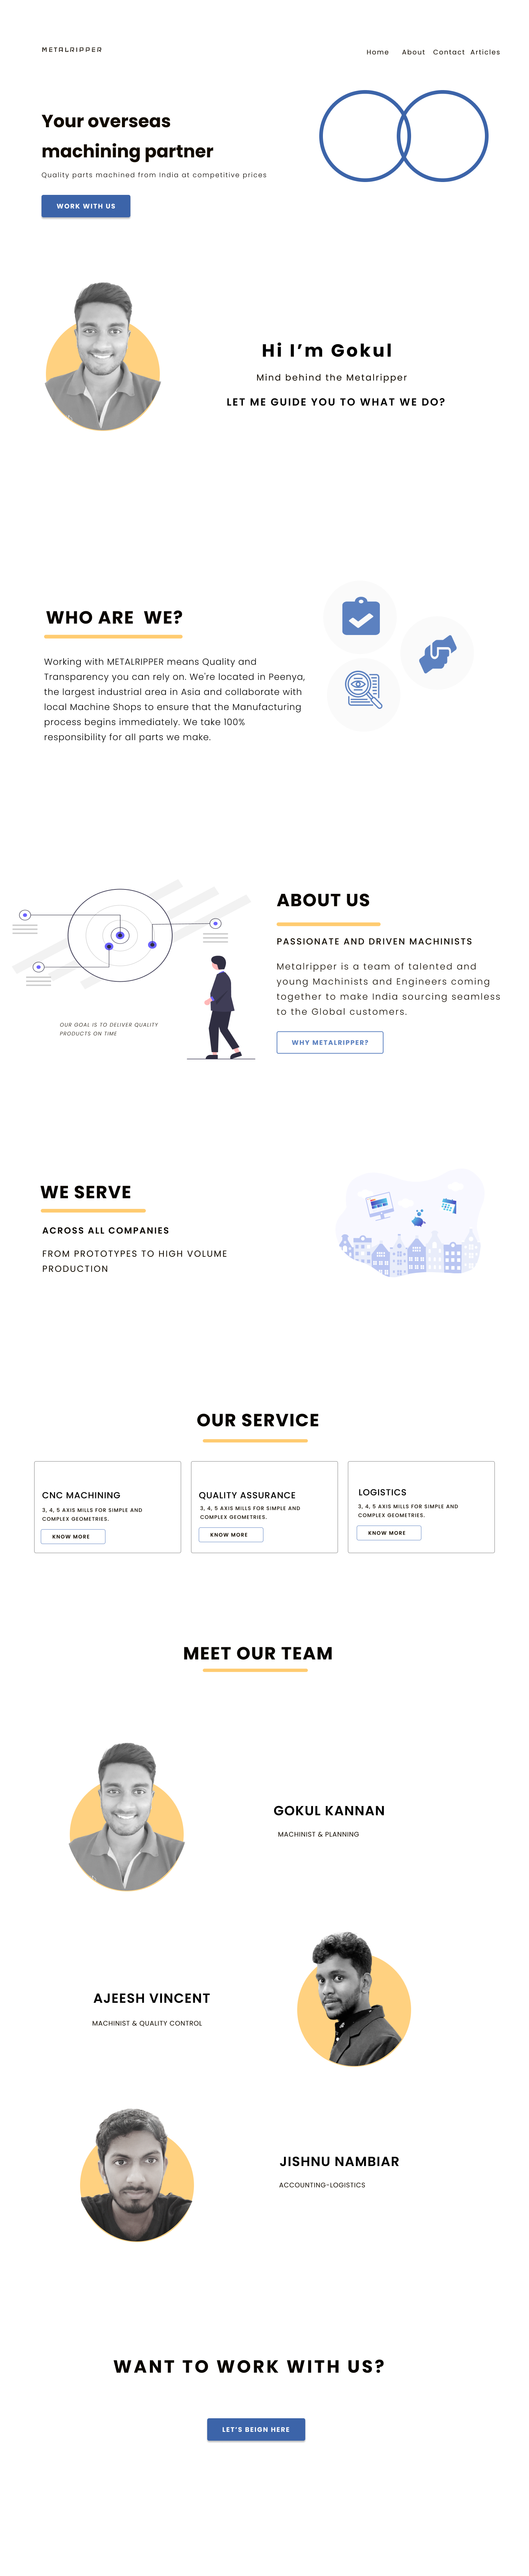 METALRIPPER
Home About Contact Articles
Your overseas
machining partner
Quality parts machined from India at competitive prices
WORK WITH US
Hi I’m Gokul
Mind behind the Metalripper
LET ME GUIDE YOU TO WHAT WE DO?
WHO ARE WE?
Working with METALRIPPER means Quality and
Transparency you can rely on. We're located in Peenya,
the largest industrial area in Asia and collaborate with
local Machine Shops to ensure that the Manufacturing
process begins immediately. We take 100%
responsibility for all parts we make.
OUR GOAL IS TO DELIVER QUALITY
PRODUCTS ON TIME
ABOUT US
PASSIONATE AND DRIVEN MACHINISTS
Metalripper is a team of talented and
young Machinists and Engineers coming
together to make India sourcing seamless
to the Global customers.
WHY METALRIPPER?
WE SERVE
ACROSS ALL COMPANIES
FROM PROTOTYPES TO HIGH VOLUME
PRODUCTION
OUR SERVICE
CNC MACHINING
3, 4, 5 AXIS MILLS FOR SIMPLE AND
COMPLEX GEOMETRIES.
KNOW MORE
QUALITY ASSURANCE
3, 4, 5 AXIS MILLS FOR SIMPLE AND
COMPLEX GEOMETRIES.
KNOW MORE
LOGISTICS
3, 4, 5 AXIS MILLS FOR SIMPLE AND
COMPLEX GEOMETRIES.
KNOW MORE
MEET OUR TEAM
GOKUL KANNAN
MACHINIST & PLANNING
AJEESH VINCENT
MACHINIST & QUALITY CONTROL
JISHNU NAMBIAR
ACCOUNTING-LOGISTICS
WANT TO WORK WITH US?
LET’S BEIGN HERE